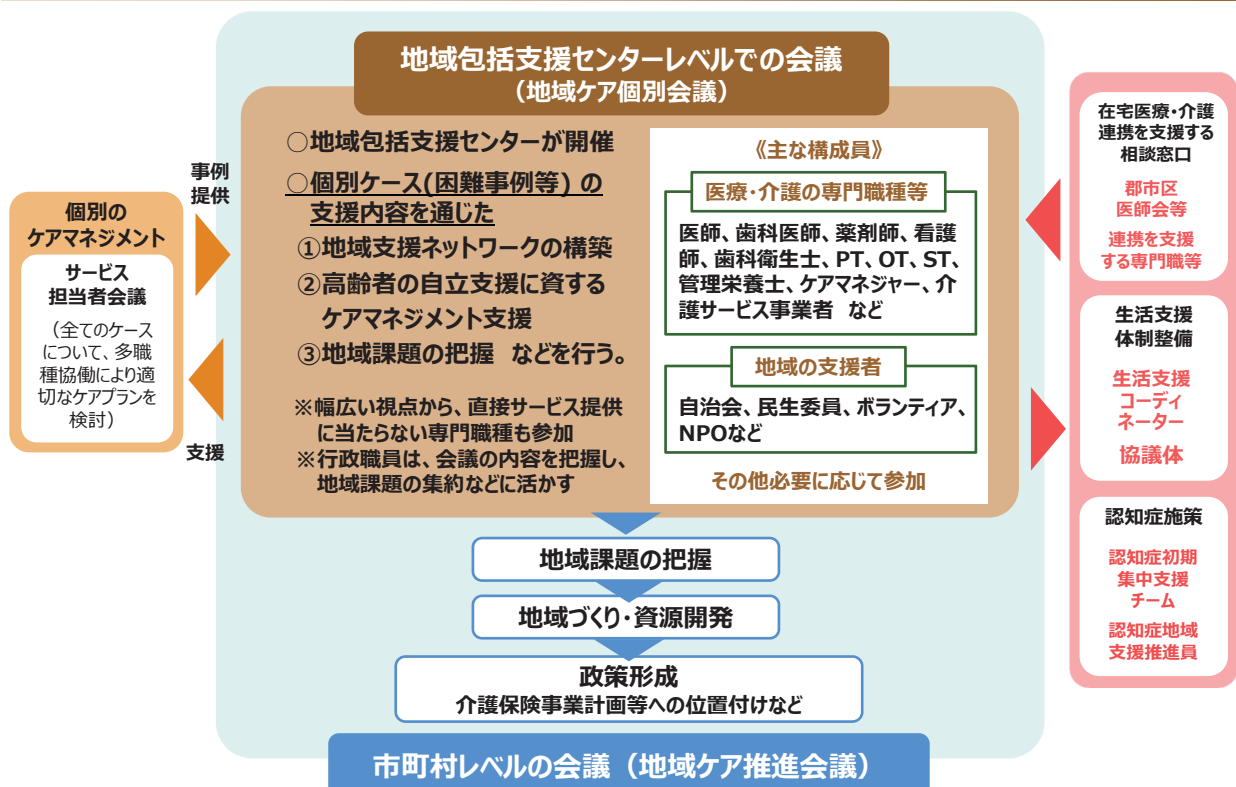 地域包括支援センターレベルでの会議
（地域ケア個別会議）
事例
提供
個別の
ケアマネジメント
サービス
担当者会議
（全てのケース
について、多職
種協働により適
切なケアプランを
検討）
支援
○地域包括支援センターが開催
○個別ケース(困難事例等) の
支援内容を通じた
①地域支援ネットワークの構築
②高齢者の自立支援に資する
ケアマネジメント支援
③地域課題の把握 などを行う。
※幅広い視点から、直接サービス提供
に当たらない専門職種も参加
※行政職員は、会議の内容を把握し、
地域課題の集約などに活かす
《主な構成員》
医療・介護の専門職種等
医師、歯科医師、薬剤師、看護
師、歯科衛生士、PT、OT、ST、
管理栄養士、ケアマネジャー、介
護サービス事業者 など
地域の支援者
自治会、民生委員、ボランティア、
NPOなど
その他必要に応じて参加
在宅医療・介護
連携を支援する
相談窓口
郡市区
医師会等
連携を支援
する専門職等
生活支援
体制整備
生活支援
コーディ
ネーター
協議体
認知症施策
認知症初期
集中支援
チーム
認知症地域
支援推進員
地域課題の把握
地域づくり・資源開発
政策形成
介護保険事業計画等への位置付けなど
市町村レベルの会議（地域ケア推進会議）